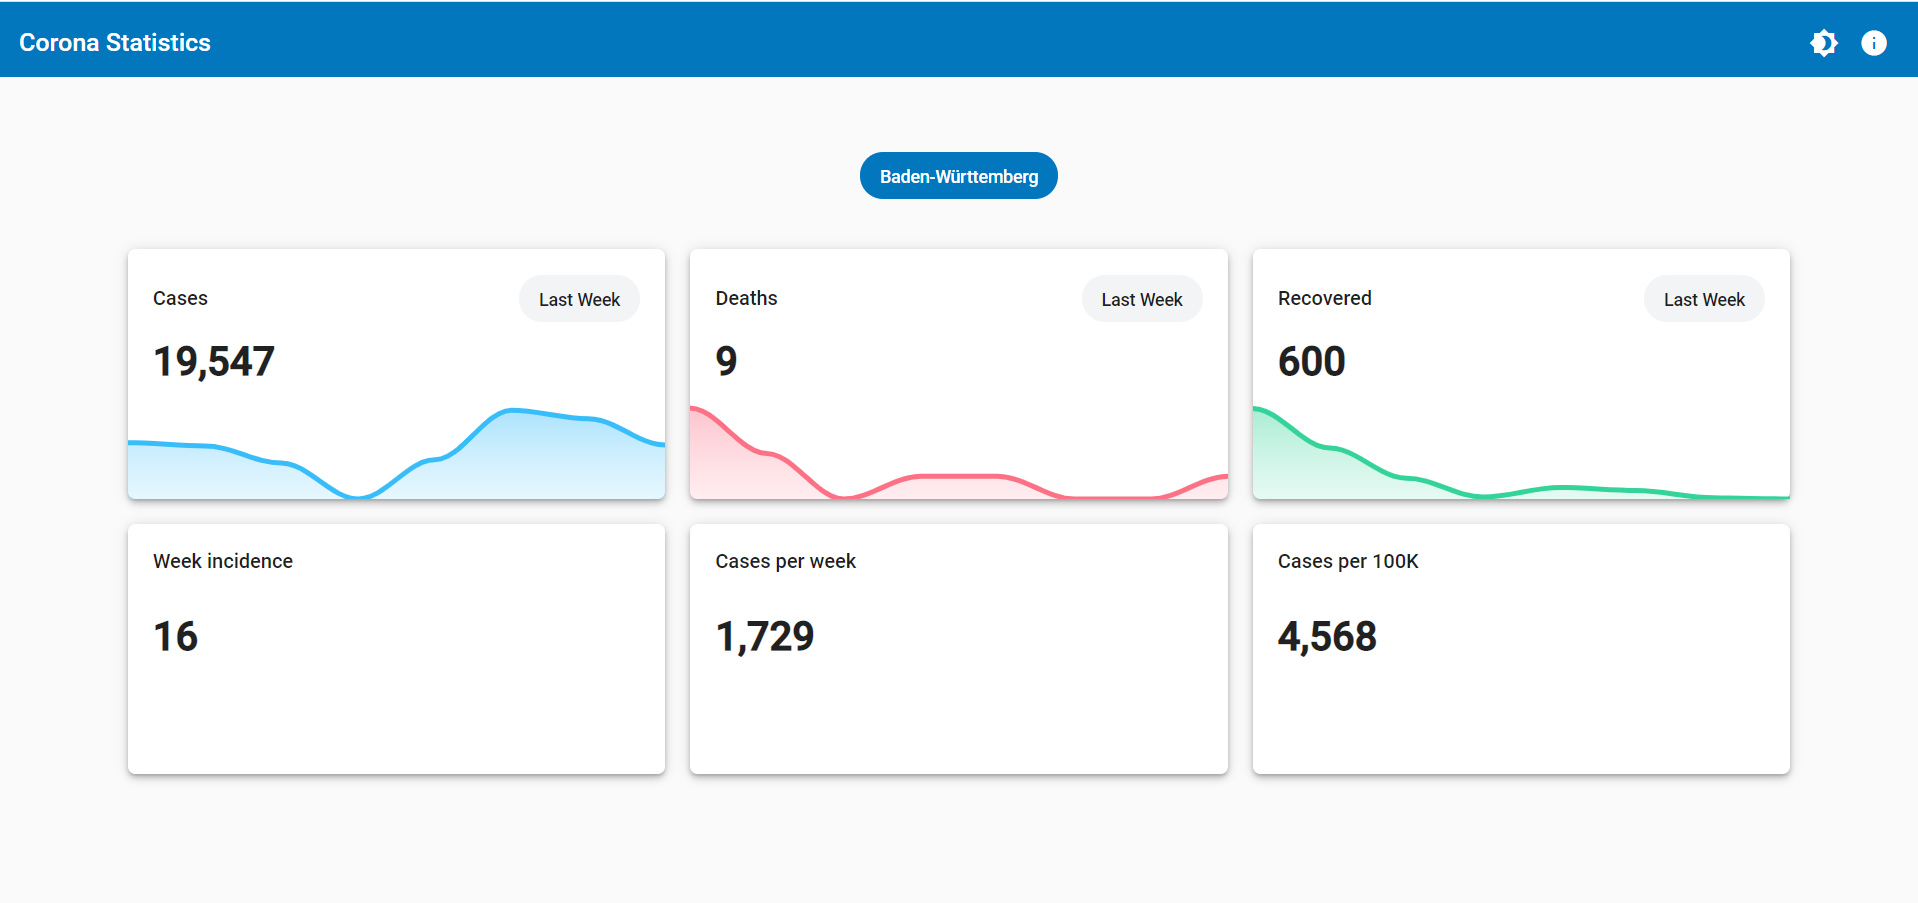 Corona Statistics
Baden-Württemberg
Cases
Last Week
19,547
Deaths
Last Week
9
Recovered
Last Week
600
Week incidence
16
Cases per week
1,729
Cases per 100K
4,568